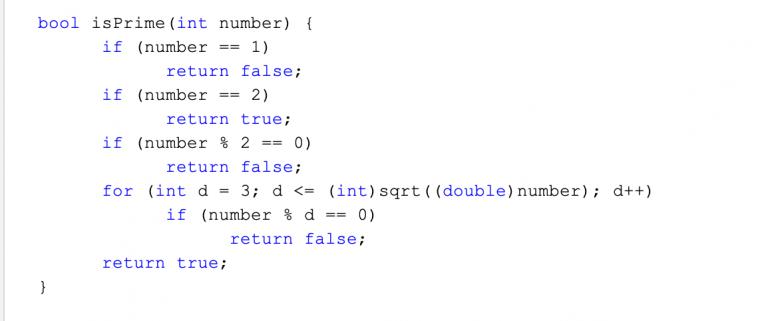 bool isPrime(int number) {
if (number == 1)
return false;
if (number == 2)
return true;
if (number % 2 == 0)
return false;
for (int d = 3; d <= (int)sqrt((double)number); d++)
if (number % d == 0)
return false;
return true;
}